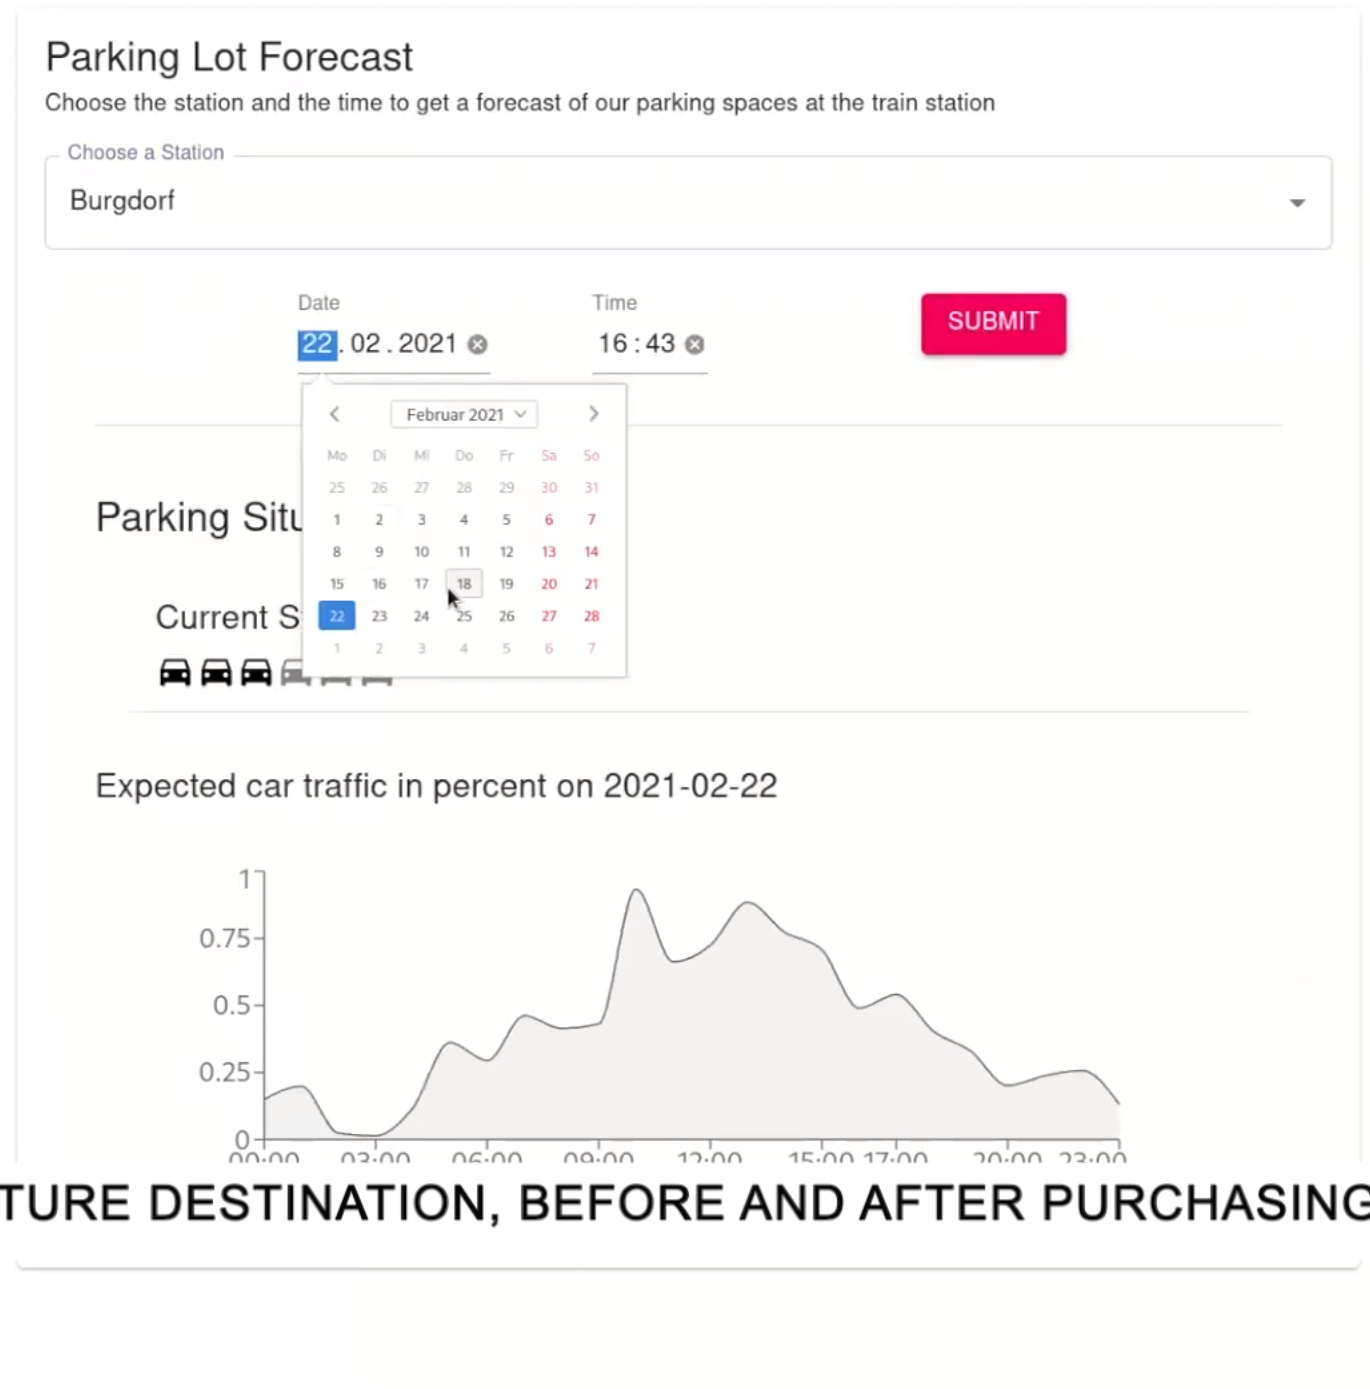 Parking Lot Forecast
Choose the station and the time to get a forecast of our parking spaces at the train station
Choose a Station
Burgdorf
Date
Time
22.02.2021
16:43
SUBMIT
Februar 2021
Mo Di Mi Do Fr Sa So
25 26 27 28 29 30 31
1 2 3 4 5 6 7
8 9 10 11 12 13 14
15 16 17 18 19 20 21
22 23 24 25 26 27 28
1 2 3 4 5 6 7
Parking Situ
Current S
Expected car traffic in percent on 2021-02-22
1
0.75
0.5
0.25
0
00:00 03:00 06:00 09:00 12:00 15:00 17:00 20:00 23:00
TURE DESTINATION, BEFORE AND AFTER PURCHASING